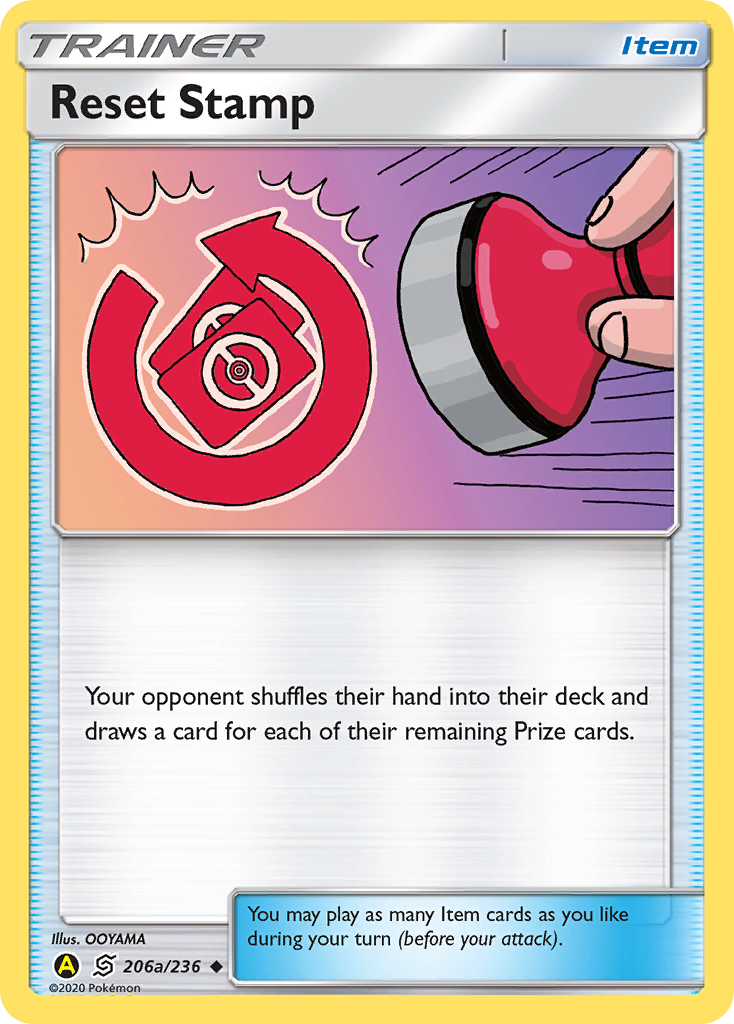 TRAINER
Item
Reset Stamp
Your opponent shuffles their hand into their deck and
draws a card for each of their remaining Prize cards.
You may play as many Item cards as you like
during your turn (before your attack).
Illus. OOYAMA
A 206a/236
©2020 Pokémon